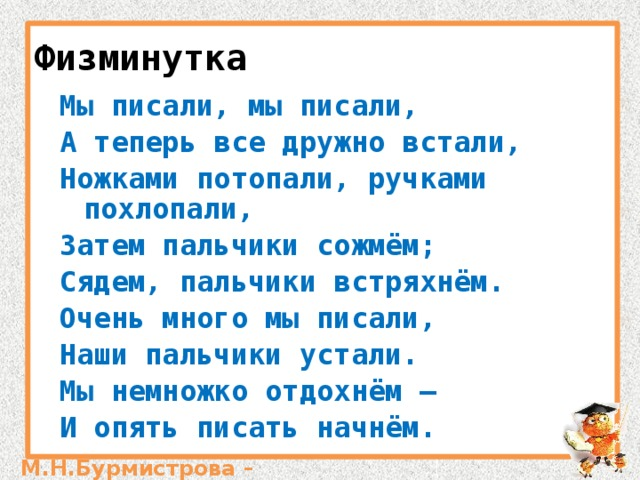 Физминутка
Мы писали, мы писали,
А теперь все дружно встали,
Ножками потопали, ручками
похлопали,
Затем пальчики сожмём;
Сядем, пальчики встряхнём.
Очень много мы писали,
Наши пальчики устали.
Мы немножко отдохнём –
И опять писать начнём.
М.Н.Бурмистрова –